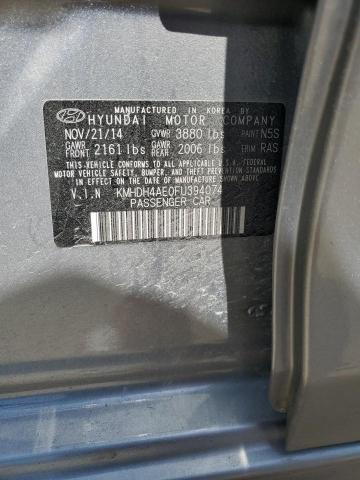 MANUFACTURED IN KOREA BY
HYUNDAI MOTOR COMPANY
NOV/21/14 GVWR 3880 lbs PAINT N5S
GAWR FRONT 2161 lbs GAWR REAR 2006 lbs TRIM RAS
THIS VEHICLE CONFORMS TO ALL APPLICABLE U.S. FEDERAL
MOTOR VEHICLE SAFETY, BUMPER, AND THEFT PREVENTION
STANDARDS IN EFFECT ON THE DATE OF MANUFACTURE SHOWN ABOVE.
V.I.N KMHDH4AE0FU394074
PASSENGER CAR